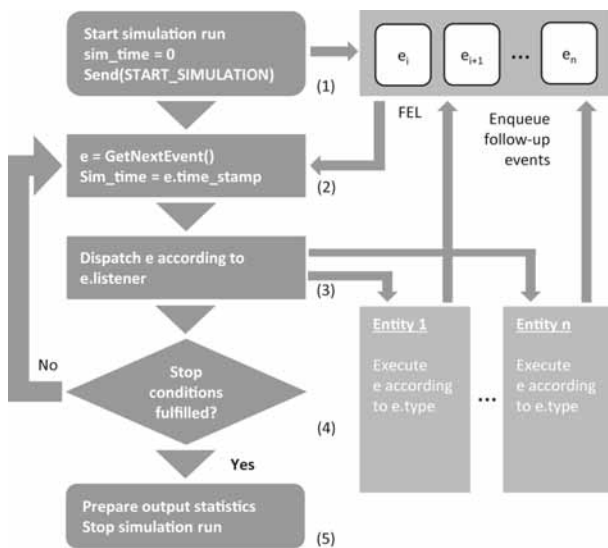 Start simulation run
sim_time = 0
Send(START_SIMULATION)
(1)
e_i
e_{i+1}
...
e_n
FEL
Enqueue
follow-up
events
e = GetNextEvent()
Sim_time = e.time_stamp
(2)
Dispatch e according to
e.listener
(3)
Entity 1
Execute
e according
to e.type
...
Entity n
Execute
e according
to e.type
No
Stop
conditions
fulfilled?
(4)
Yes
Prepare output statistics
Stop simulation run
(5)